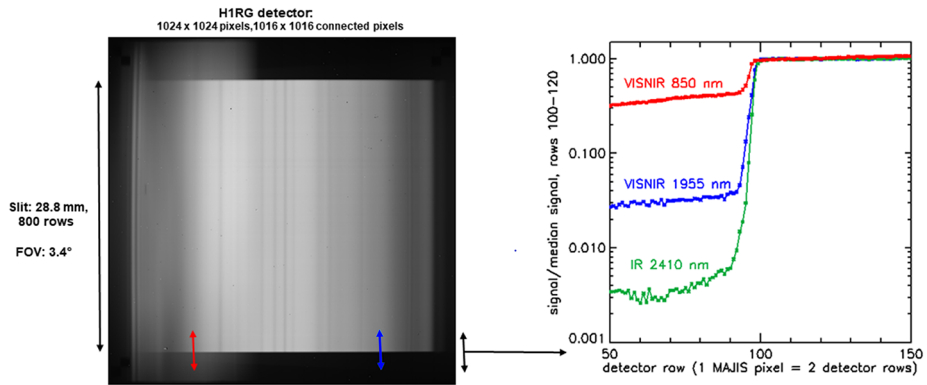 H1RG detector:
1024 x 1024 pixels,1016 x 1016 connected pixels
Slit: 28.8 mm,
800 rows
FOV: 3.4°
signal/median signal, rows 100-120
1.000
0.100
0.010
0.001
VISNIR 850 nm
VISNIR 1955 nm
IR 2410 nm
50
100
150
detector row (1 MAJIS pixel = 2 detector rows)